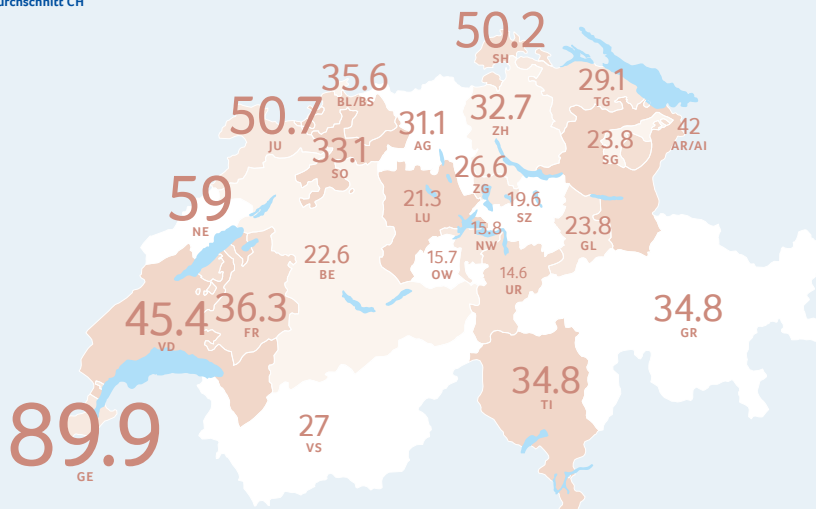 urchschnitt CH
50.2
SH
35.6
BL/BS
29.1
TG
50.7
JU
31.1
AG
32.7
ZH
42
AR/AI
33.1
SO
23.8
SG
26.6
ZG
59
NE
21.3
LU
19.6
SZ
15.8
NW
23.8
GL
22.6
BE
15.7
OW
14.6
UR
45.4
VD
36.3
FR
34.8
GR
34.8
TI
89.9
GE
27
VS